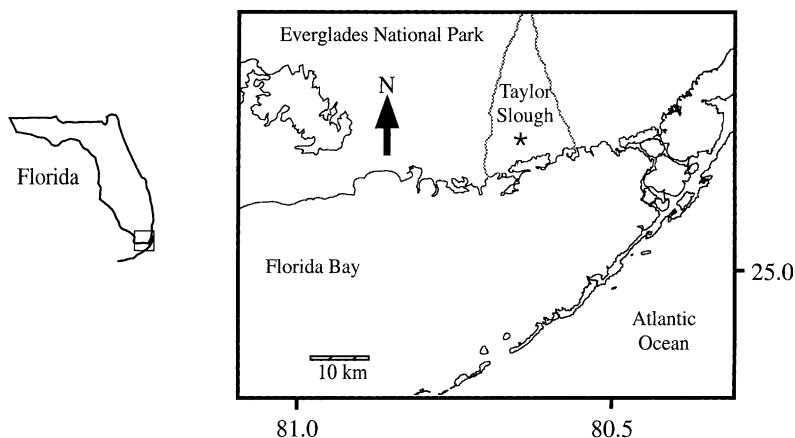 Everglades National Park
N
Taylor
Slough
*
Florida
Florida Bay
25.0
Atlantic
Ocean
10 km
81.0
80.5